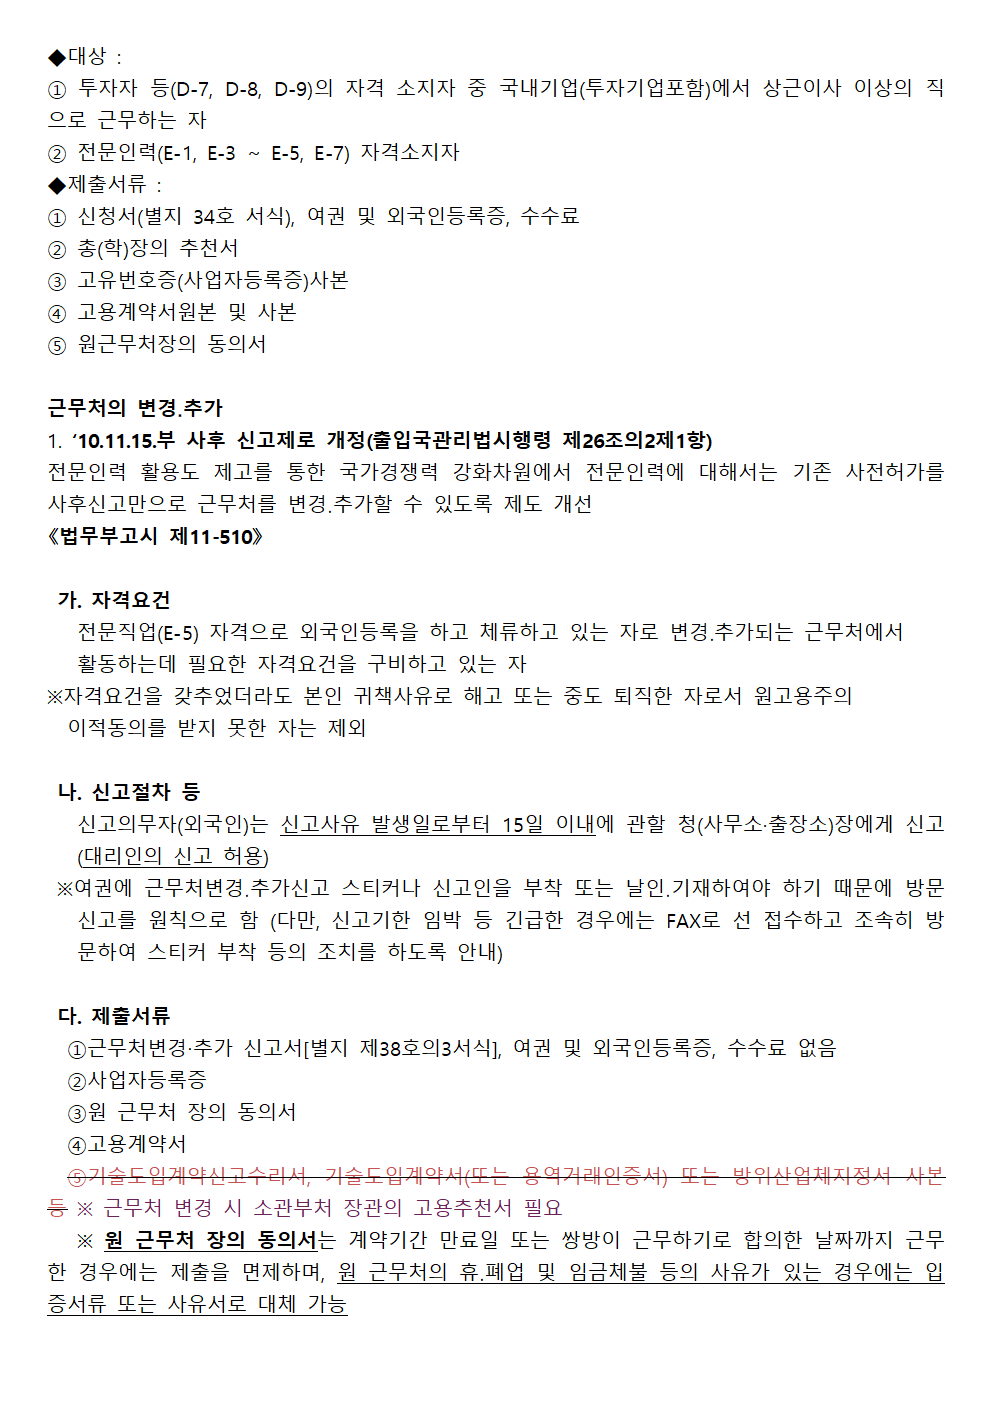 ◆대상 :
① 투자자 등(D-7, D-8, D-9)의 자격 소지자 중 국내기업(투자기업포함)에서 상근이사 이상의 직
으로 근무하는 자
② 전문인력(E-1, E-3 ~ E-5, E-7) 자격소지자
◆제출서류 :
① 신청서(별지 34호 서식), 여권 및 외국인등록증, 수수료
② 총(학)장의 추천서
③ 고유번호증(사업자등록증)사본
④ 고용계약서원본 및 사본
⑤ 원근무처장의 동의서
근무처의 변경.추가
1. ‘10.11.15.부 사후 신고제로 개정(출입국관리법시행령 제26조의2제1항)
전문인력 활용도 제고를 통한 국가경쟁력 강화차원에서 전문인력에 대해서는 기존 사전허가를
사후신고만으로 근무처를 변경.추가할 수 있도록 제도 개선
《법무부고시 제11-510》
가. 자격요건
전문직업(E-5) 자격으로 외국인등록을 하고 체류하고 있는 자로 변경.추가되는 근무처에서
활동하는데 필요한 자격요건을 구비하고 있는 자
※자격요건을 갖추었더라도 본인 귀책사유로 해고 또는 중도 퇴직한 자로서 원고용주의
이적동의를 받지 못한 자는 제외
나. 신고절차 등
신고의무자(외국인)는 신고사유 발생일로부터 15일 이내에 관할 청(사무소·출장소)장에게 신고
(대리인의 신고 허용)
※여권에 근무처변경.추가신고 스티커나 신고인을 부착 또는 날인.기재하여야 하기 때문에 방문
신고를 원칙으로 함 (다만, 신고기한 임박 등 긴급한 경우에는 FAX로 선 접수하고 조속히 방
문하여 스티커 부착 등의 조치를 하도록 안내)
다. 제출서류
①근무처변경·추가 신고서[별지 제38호의3서식], 여권 및 외국인등록증, 수수료 없음
②사업자등록증
③원 근무처 장의 동의서
④고용계약서
⑤기술도입계약신고수리서, 기술도입계약서(또는 용역거래인증서) 또는 방위산업체지정서 사본
등 ※ 근무처 변경 시 소관부처 장관의 고용추천서 필요
※ 원 근무처 장의 동의서는 계약기간 만료일 또는 쌍방이 근무하기로 합의한 날짜까지 근무
한 경우에는 제출을 면제하며, 원 근무처의 휴.폐업 및 임금체불 등의 사유가 있는 경우에는 입
증서류 또는 사유서로 대체 가능